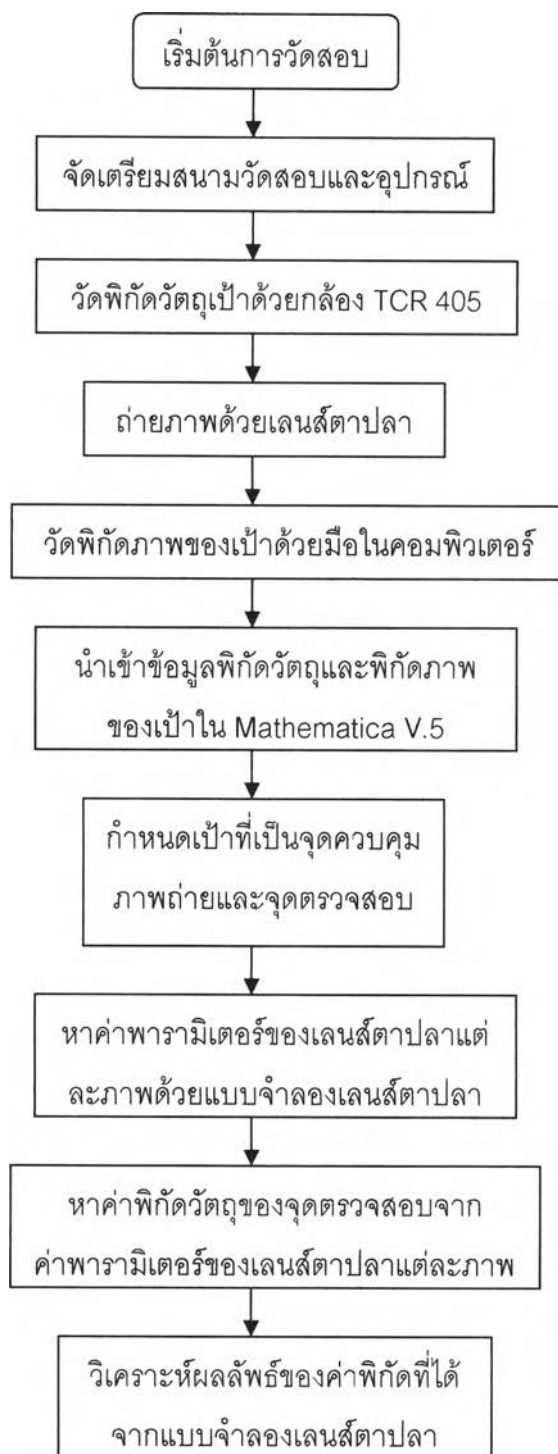 เริ่มต้นการวัดสอบ
จัดเตรียมสนามวัดสอบและอุปกรณ์
วัดพิกัดวัตถุเป้าด้วยกล้อง TCR 405
ถ่ายภาพด้วยเลนส์ตาปลา
วัดพิกัดภาพของเป้าด้วยมือในคอมพิวเตอร์
นำเข้าข้อมูลพิกัดวัตถุและพิกัดภาพ
ของเป้าใน Mathematica V.5
กำหนดเป้าที่เป็นจุดควบคุม
ภาพถ่ายและจุดตรวจสอบ
หาค่าพารามิเตอร์ของเลนส์ตาปลาแต่
ละภาพด้วยแบบจำลองเลนส์ตาปลา
หาค่าพิกัดวัตถุของจุดตรวจสอบจาก
ค่าพารามิเตอร์ของเลนส์ตาปลาแต่ละภาพ
วิเคราะห์ผลลัพธ์ของค่าพิกัดที่ได้
จากแบบจำลองเลนส์ตาปลา